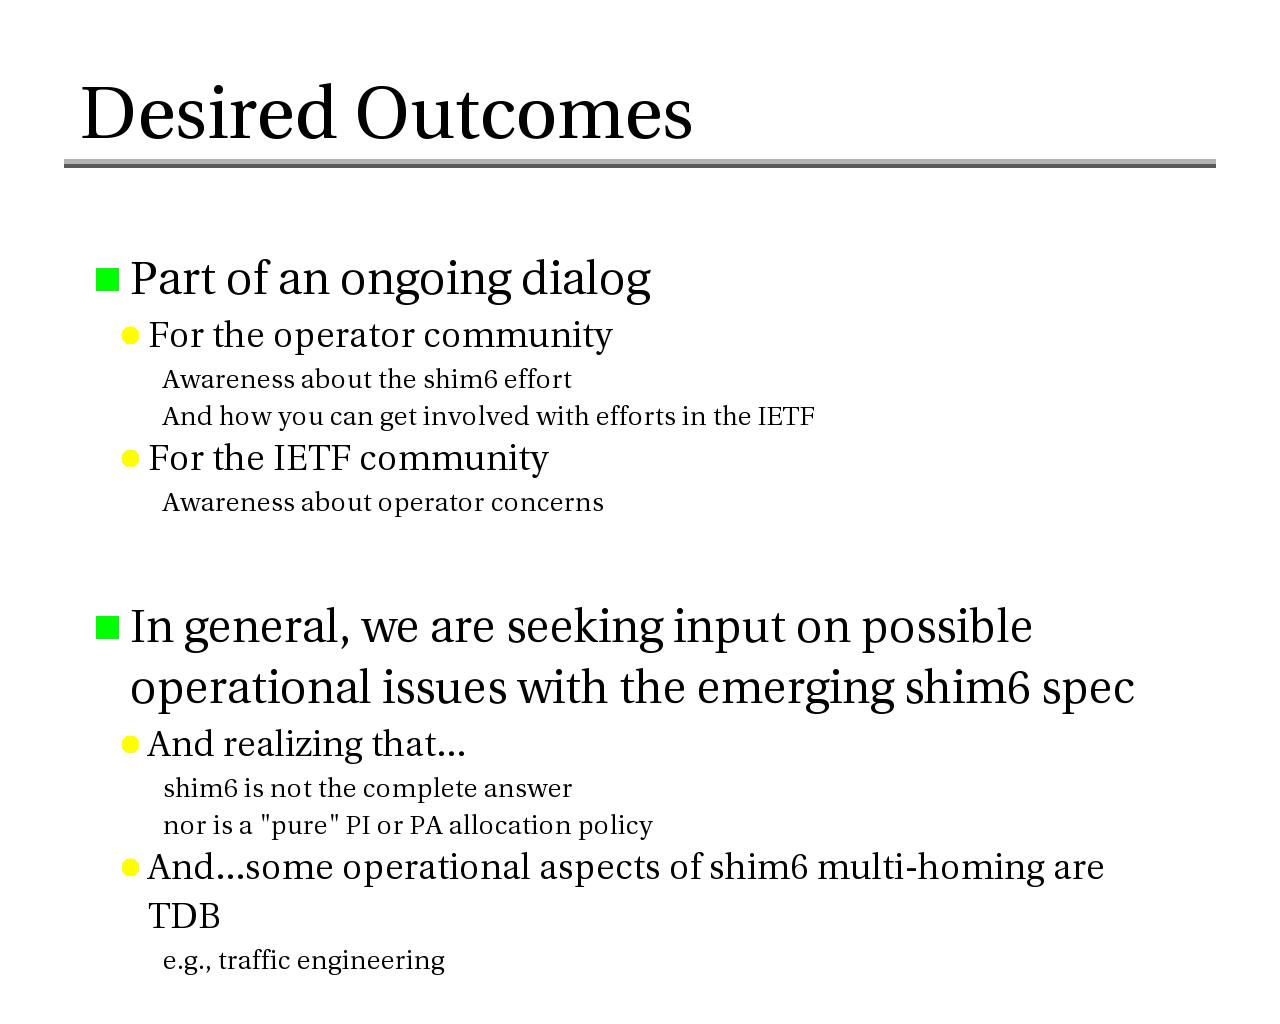 Desired Outcomes
Part of an ongoing dialog
For the operator community
Awareness about the shim6 effort
And how you can get involved with efforts in the IETF
For the IETF community
Awareness about operator concerns
In general, we are seeking input on possible
operational issues with the emerging shim6 spec
And realizing that...
shim6 is not the complete answer
nor is a "pure" PI or PA allocation policy
And...some operational aspects of shim6 multi-homing are
TDB
e.g., traffic engineering